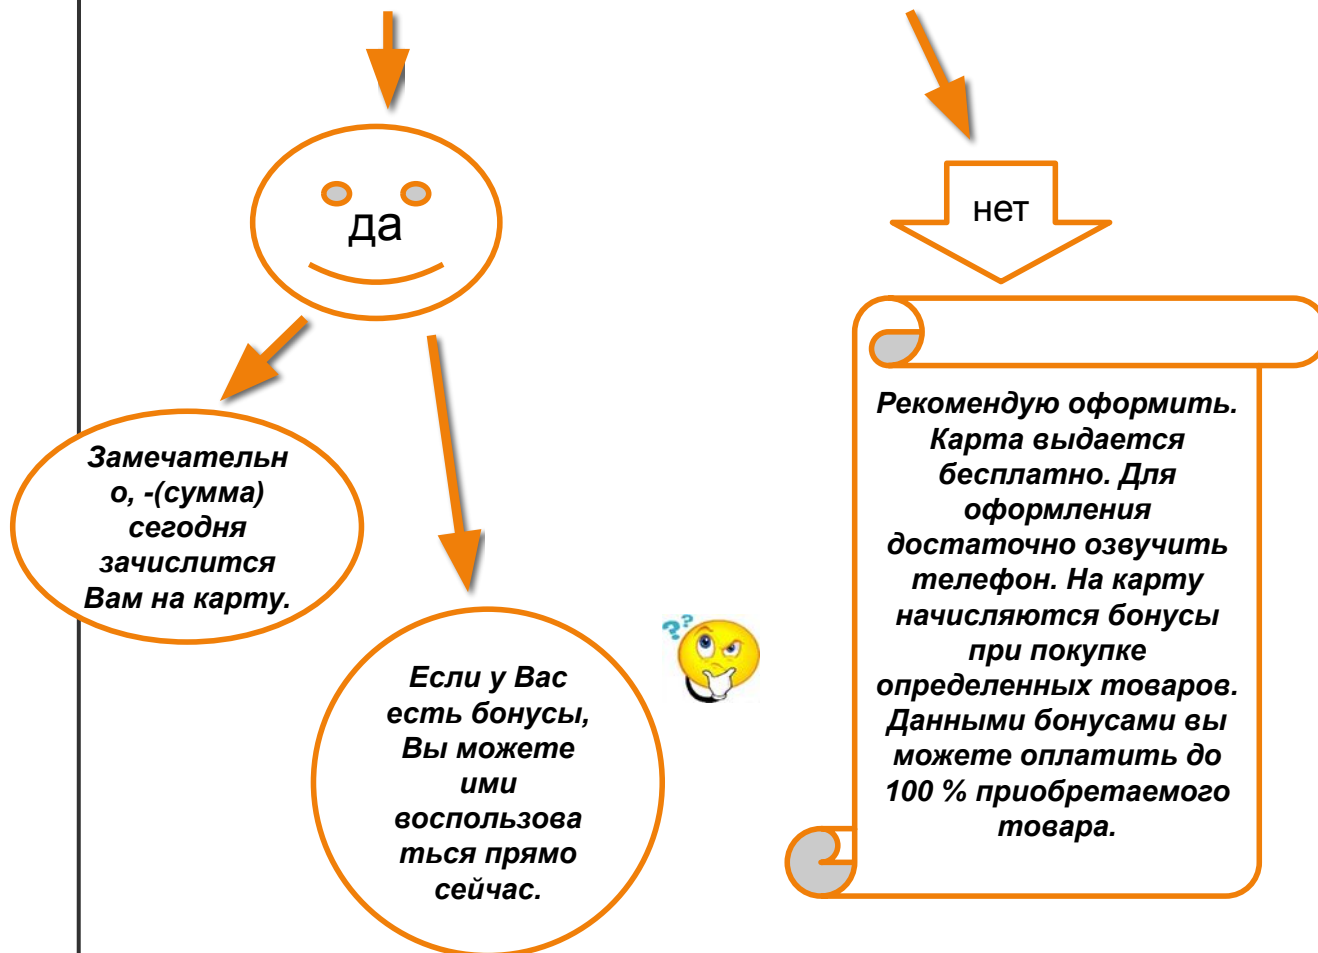 да
нет
Замечательн
о, -(сумма)
сегодня
зачислится
Вам на карту.
Если у Вас
есть бонусы,
Вы можете
ими
воспользова
ться прямо
сейчас.
??
Рекомендую оформить.
Карта выдается
бесплатно. Для
оформления
достаточно озвучить
телефон. На карту
начисляются бонусы
при покупке
определенных товаров.
Данными бонусами вы
можете оплатить до
100 % приобретаемого
товара.